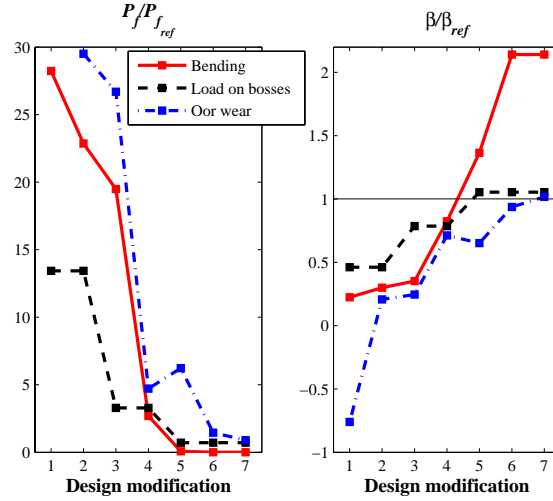 P_f/P_f_ref
30
25
20
15
10
5
0
1 2 3 4 5 6 7
Design modification
Bending
Load on bosses
Oor wear
β/β_ref
2
1.5
1
0.5
0
−0.5
−1
1 2 3 4 5 6 7
Design modification